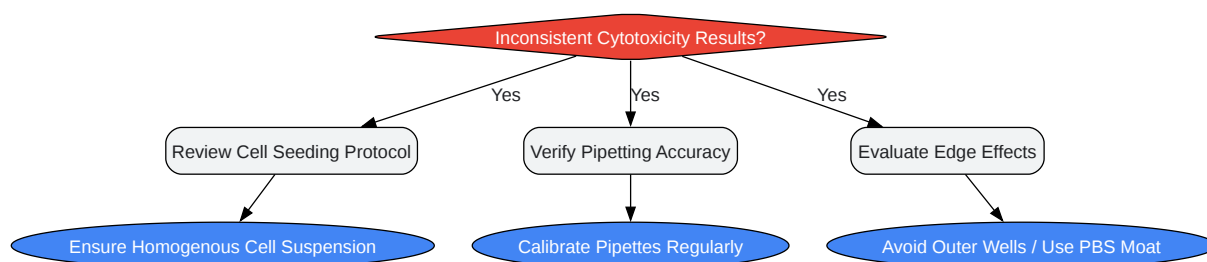 Inconsistent Cytotoxicity Results?
Yes
Yes
Yes
Review Cell Seeding Protocol
Verify Pipetting Accuracy
Evaluate Edge Effects
Ensure Homogenous Cell Suspension
Calibrate Pipettes Regularly
Avoid Outer Wells / Use PBS Moat